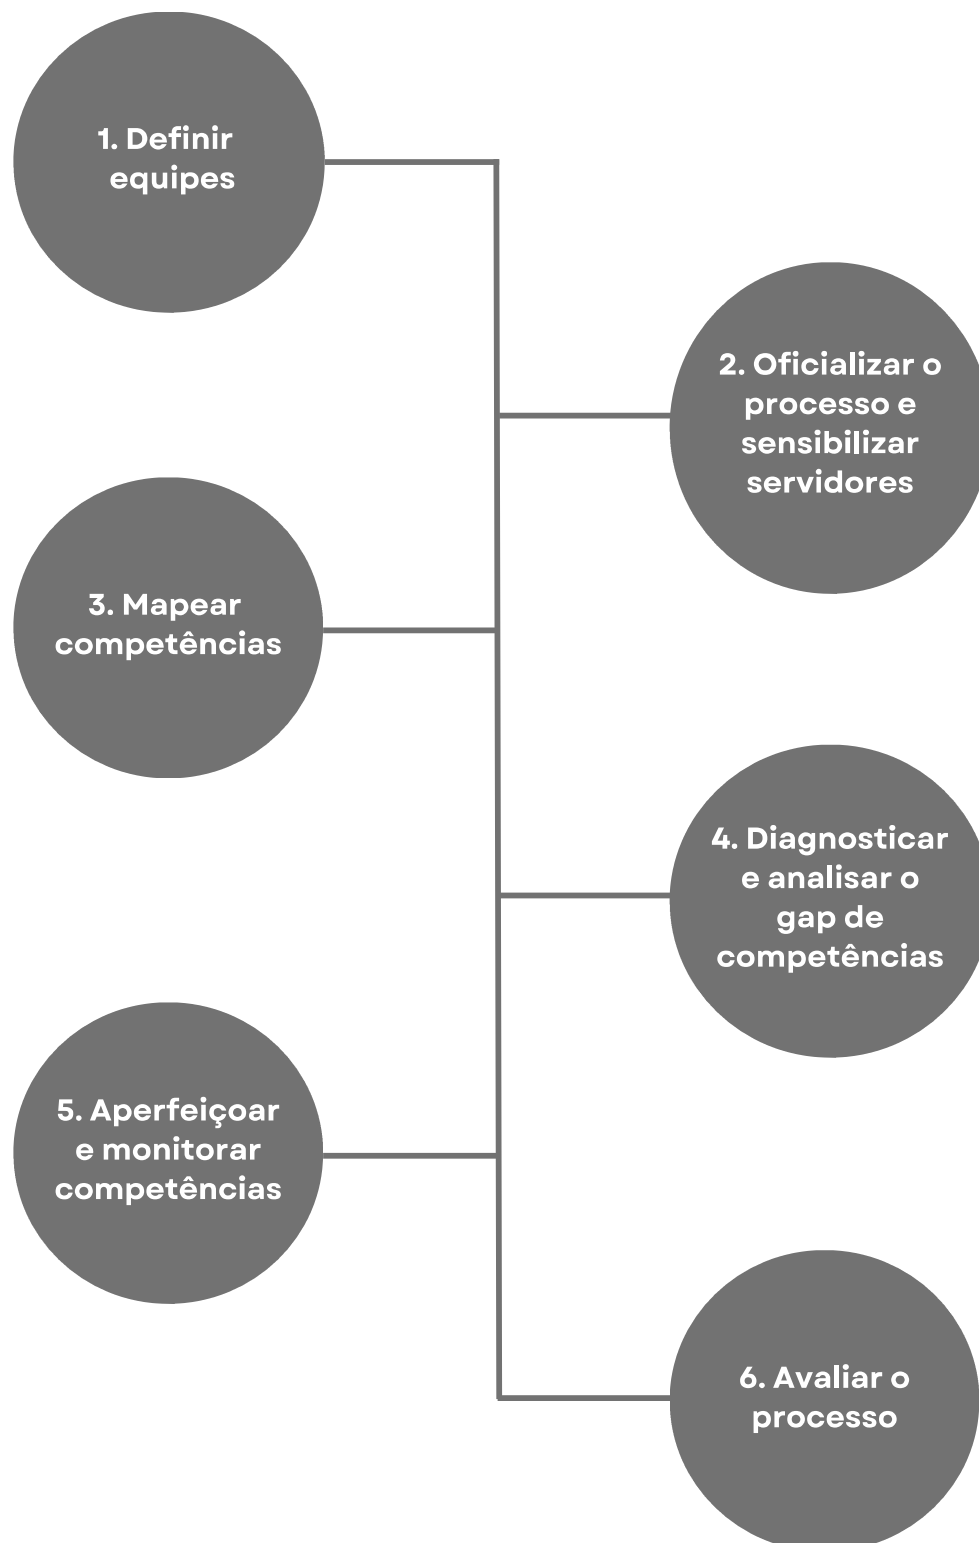 1. Definir
equipes
2. Oficializar o
processo e
sensibilizar
servidores
3. Mapear
competências
4. Diagnosticar
e analisar o
gap de
competências
5. Aperfeiçoar
e monitorar
competências
6. Avaliar o
processo